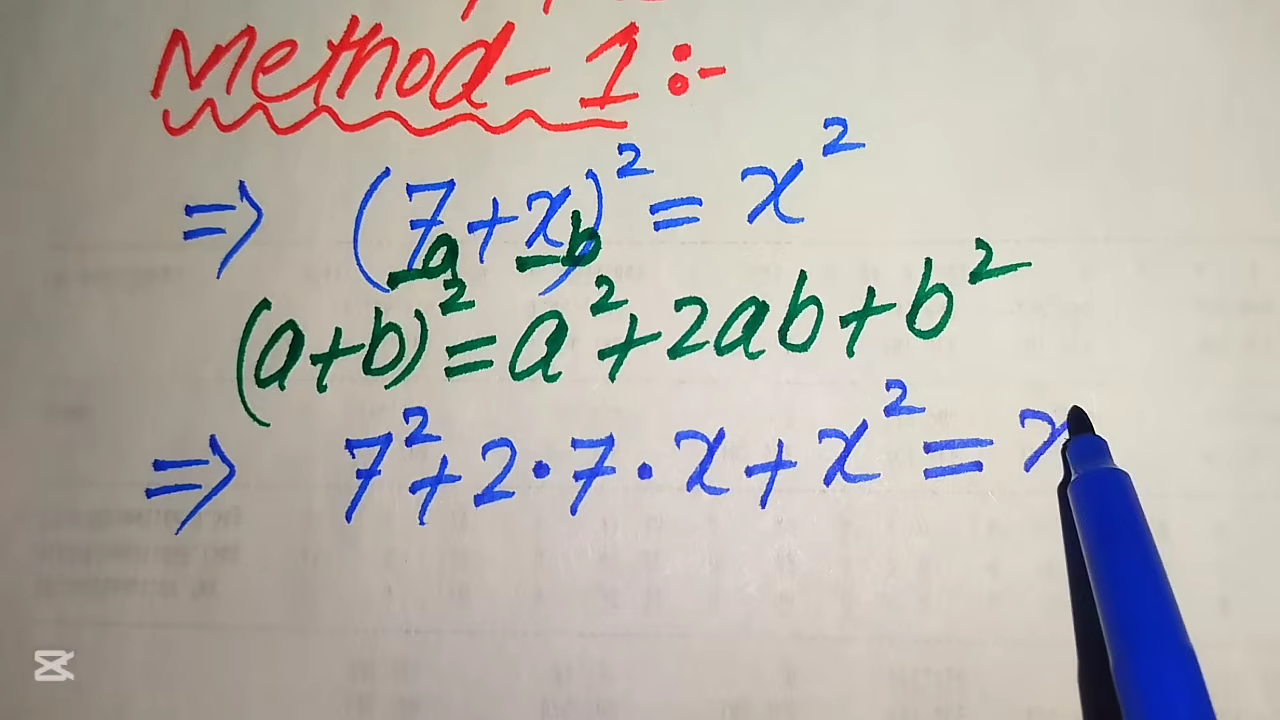 Method-1:-
=> (7+x)² = x²
a b
(a+b)² = a²+2ab+b²
=> 7²+2·7·x+x² = x